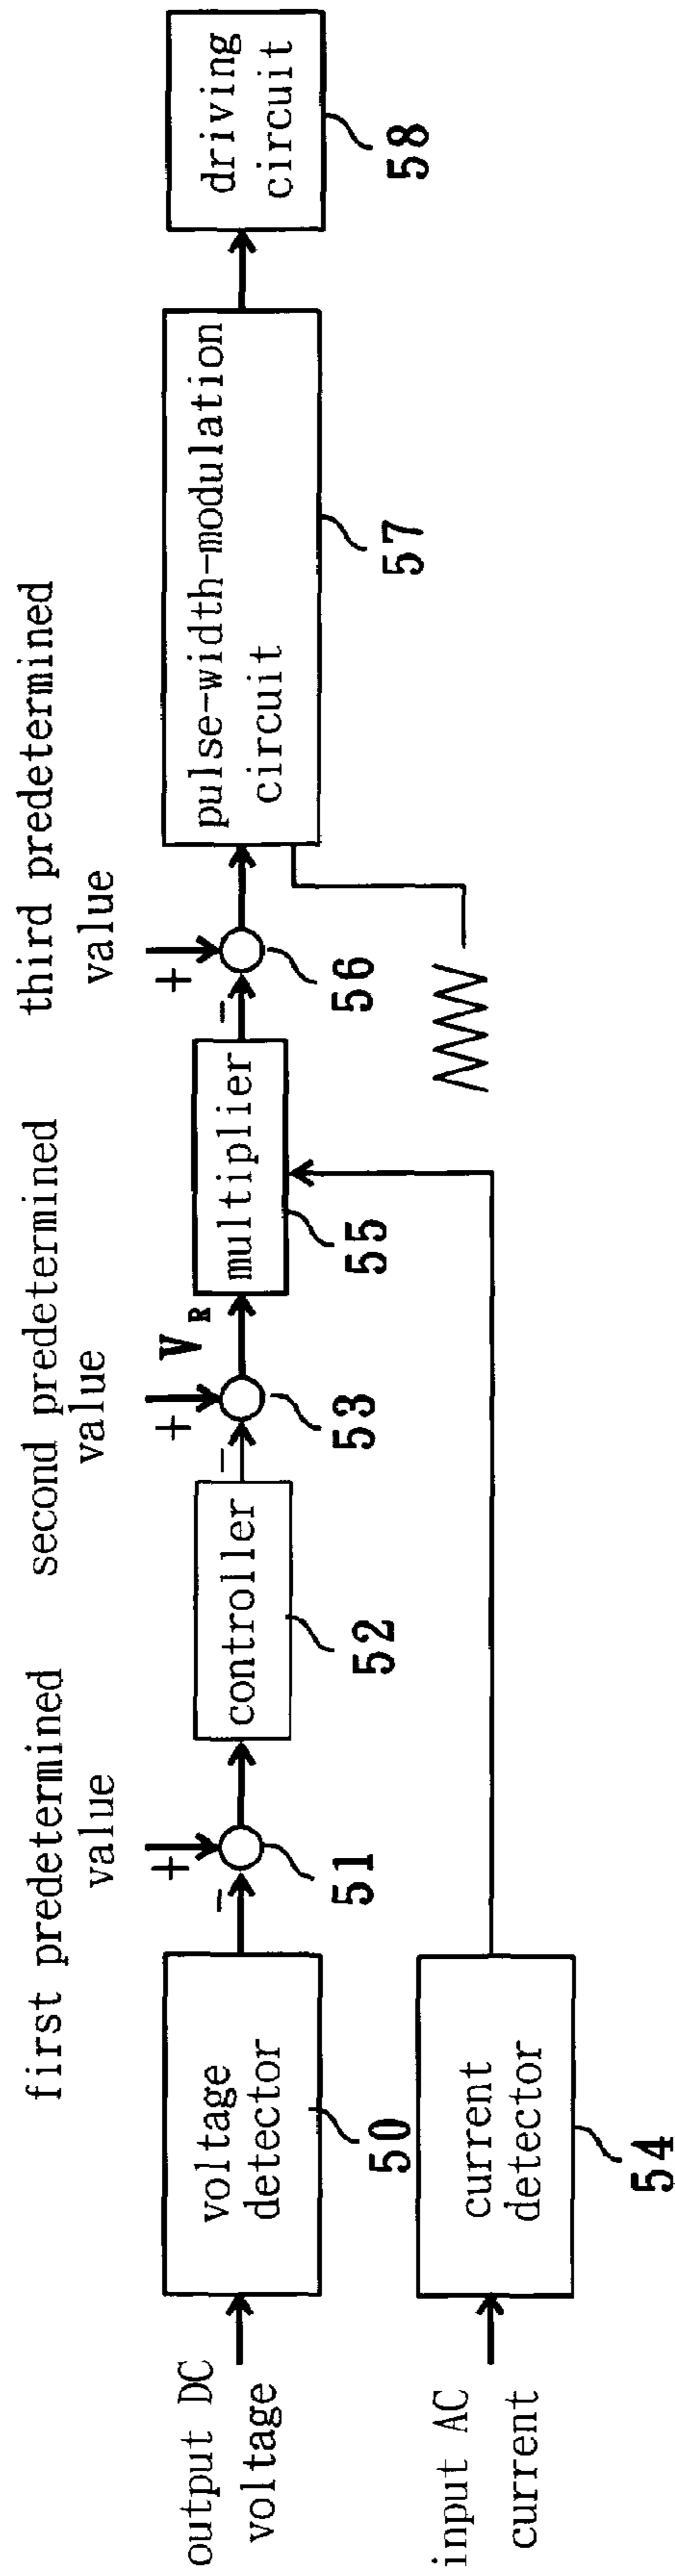 first predetermined
value
second predetermined
value
third predetermined
value
output DC
voltage
voltage
detector
50
+
−
51
controller
52
+
−
53
V R
multiplier
55
+
−
56
pulse-width-modulation
circuit
57
driving
circuit
58
input AC
current
current
detector
54